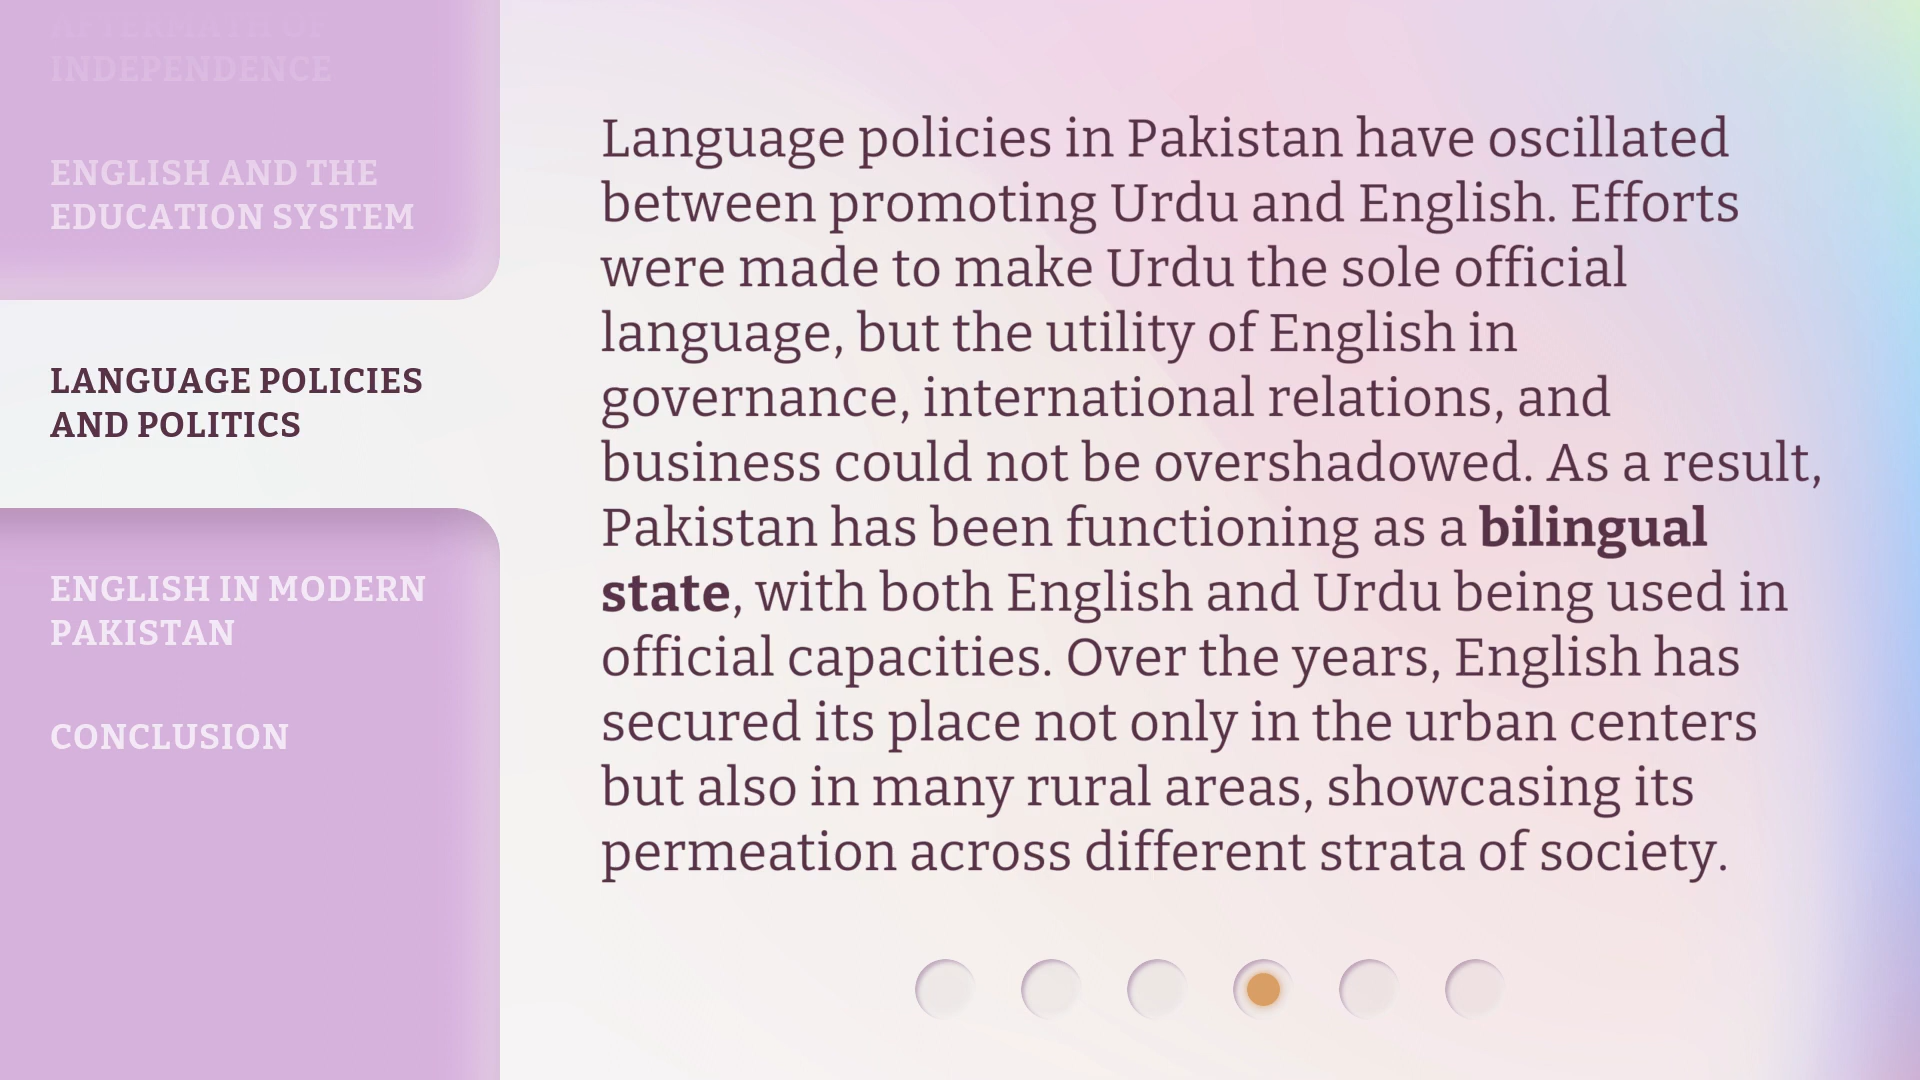 AFTERMATH OF
INDEPENDENCE
ENGLISH AND THE
EDUCATION SYSTEM
LANGUAGE POLICIES
AND POLITICS
ENGLISH IN MODERN
PAKISTAN
CONCLUSION
Language policies in Pakistan have oscillated
between promoting Urdu and English. Efforts
were made to make Urdu the sole official
language, but the utility of English in
governance, international relations, and
business could not be overshadowed. As a result,
Pakistan has been functioning as a bilingual
state, with both English and Urdu being used in
official capacities. Over the years, English has
secured its place not only in the urban centers
but also in many rural areas, showcasing its
permeation across different strata of society.